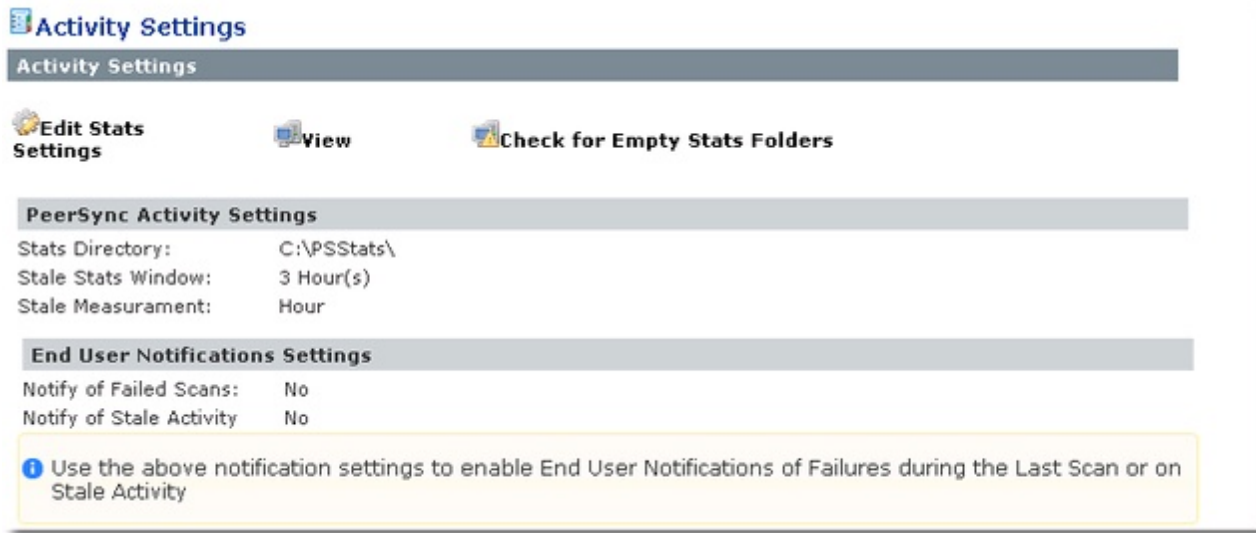 Activity Settings
Activity Settings
Edit Stats
Settings
View
Check for Empty Stats Folders
PeerSync Activity Settings
Stats Directory: C:\PSStats\
Stale Stats Window: 3 Hour(s)
Stale Measurament: Hour
End User Notifications Settings
Notify of Failed Scans: No
Notify of Stale Activity No
Use the above notification settings to enable End User Notifications of Failures during the Last Scan or on
Stale Activity